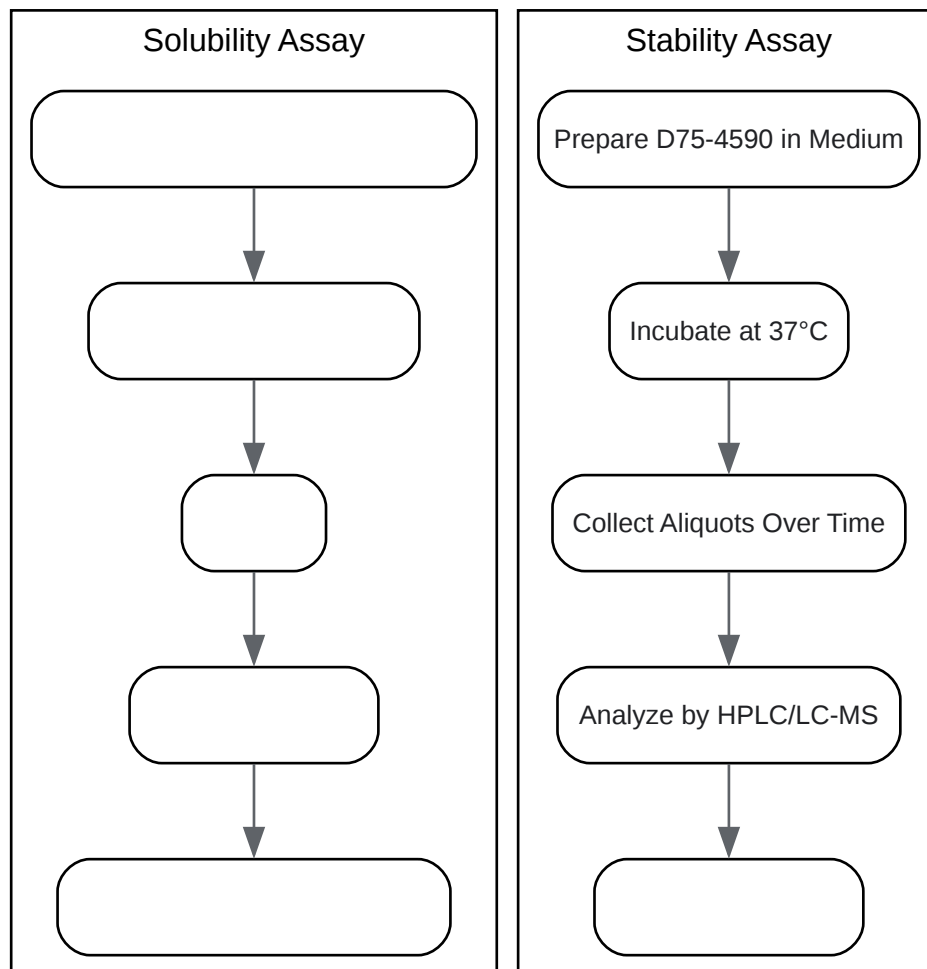 Solubility Assay
Stability Assay
Prepare D75-4590 in Medium
Incubate at 37°C
Collect Aliquots Over Time
Analyze by HPLC/LC-MS